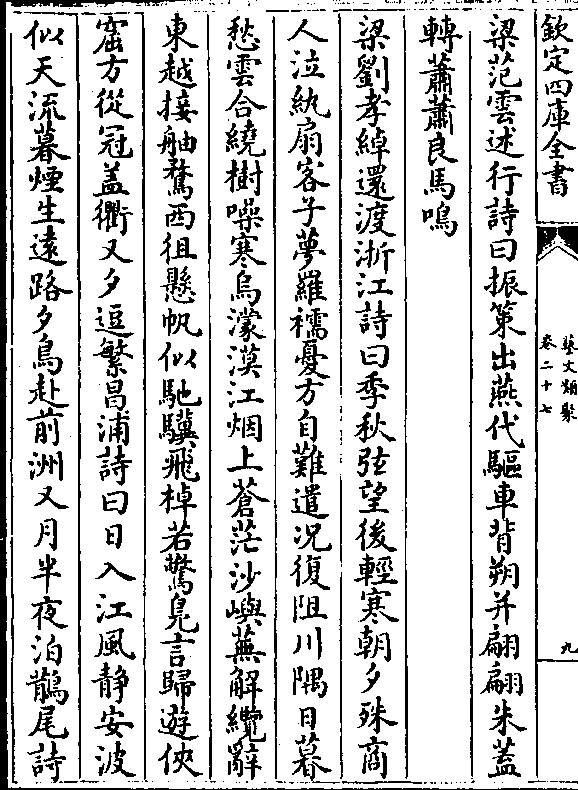 欽定四庫全書
藝文類聚
卷二十七
九
梁范雲述行詩曰振策出燕代驅車背朔并翩翩朱蓋
轉蕭蕭良馬鳴
梁劉孝綽還渡浙江詩曰季秋弦望後輕寒朝夕殊商
人泣紈扇客子夢羅襦憂方自難遣况復阻川隅日暮
愁雲合繞樹噪寒烏濛漠江烟上蒼茫沙嶼蕪解纜辭
東越接舳騖西徂懸帆似馳驥飛棹若驚鳬言歸遊俠
窟方從冠盖衢又夕逗繁昌浦詩曰日入江風静安波
似天流暮煙生遠路夕鳥赴前洲又月半夜泊鵲尾詩